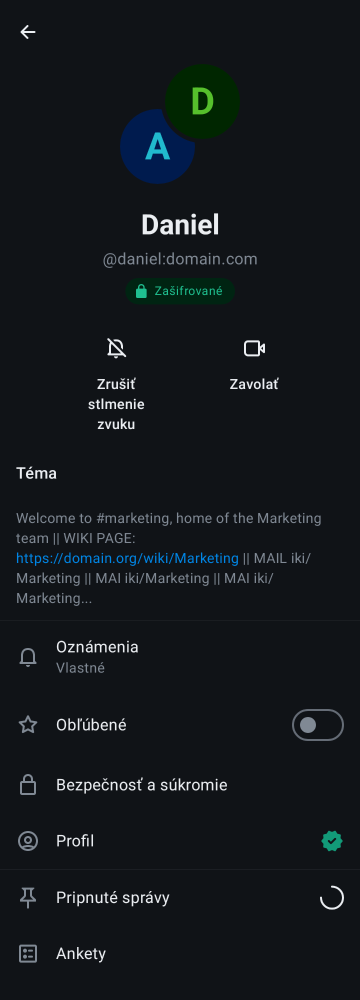 D
A
Daniel
@daniel:domain.com
Zašifrované
Zrušiť
stlmenie
zvuku
Zavolať
Téma
Welcome to #marketing, home of the Marketing
team || WIKI PAGE:
https://domain.org/wiki/Marketing || MAIL iki/
Marketing || MAI iki/Marketing || MAI iki/
Marketing...
Oznámenia
Vlastné
Obľúbené
Bezpečnosť a súkromie
Profil
Pripnuté správy
Ankety